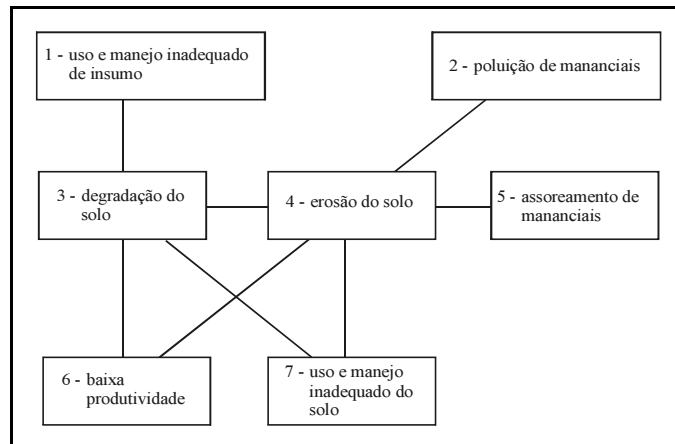 1 - uso e manejo inadequado
de insumo
2 - poluição de mananciais
3 - degradação do
solo
4 - erosão do solo
5 - assoreamento de
mananciais
6 - baixa
produtividade
7 - uso e manejo
inadequado do
solo